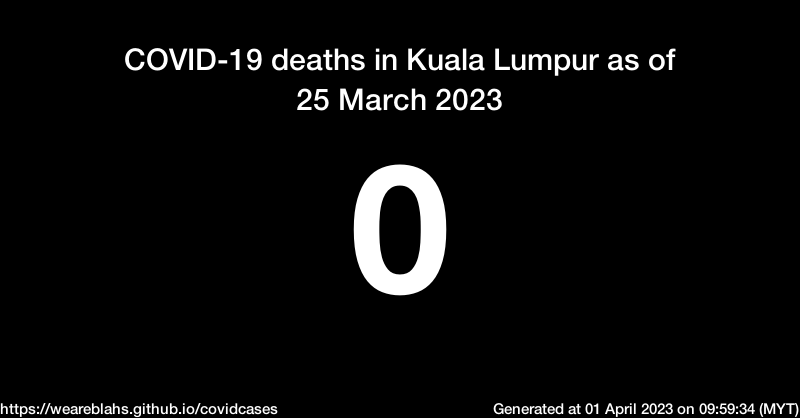 COVID-19 deaths in Kuala Lumpur as of
25 March 2023
0
https://weareblahs.github.io/covidcases
Generated at 01 April 2023 on 09:59:34 (MYT)